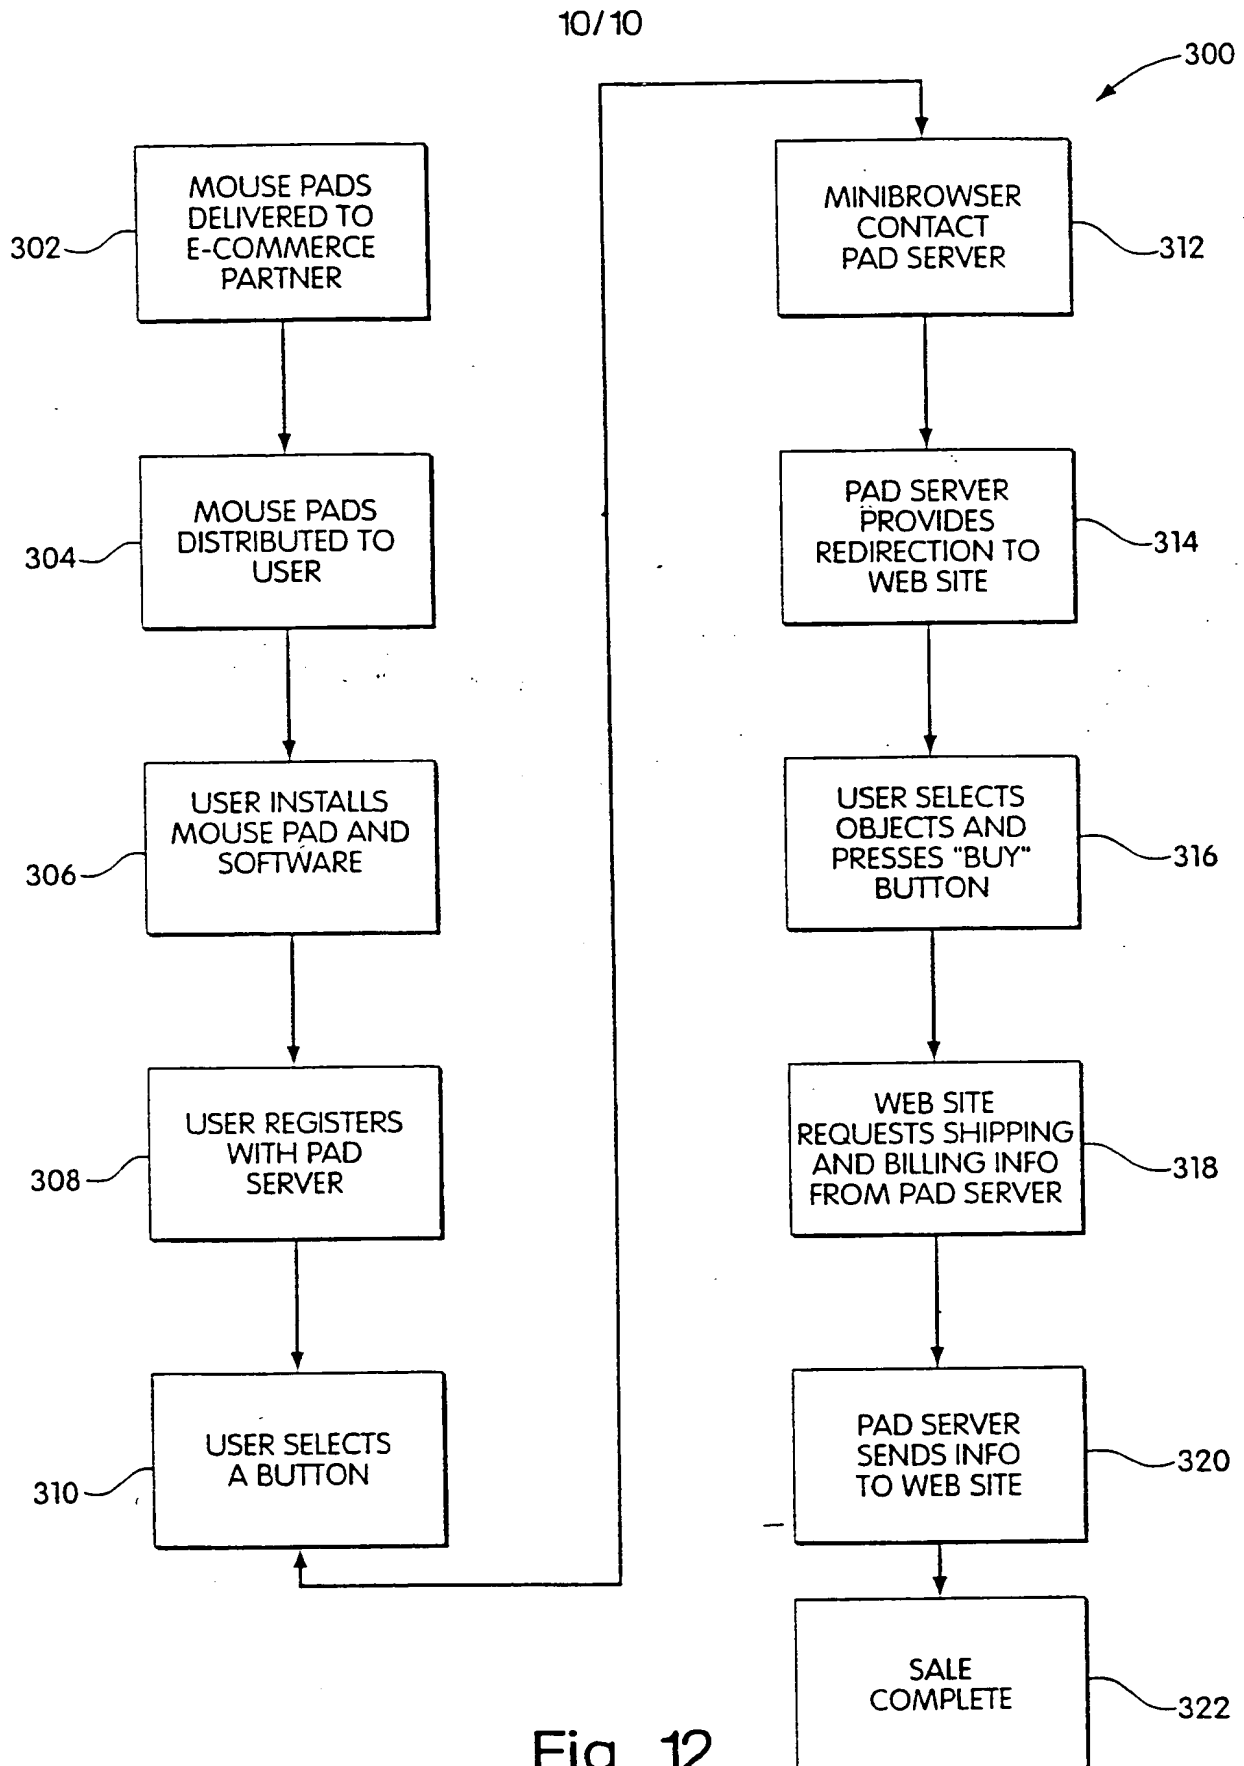 10/10
300
MOUSE PADS
DELIVERED TO
E-COMMERCE
PARTNER
302
MOUSE PADS
DISTRIBUTED TO
USER
304
USER INSTALLS
MOUSE PAD AND
SOFTWARE
306
USER REGISTERS
WITH PAD
SERVER
308
USER SELECTS
A BUTTON
310
MINIBROWSER
CONTACT
PAD SERVER
312
PAD SERVER
PROVIDES
REDIRECTION TO
WEB SITE
314
USER SELECTS
OBJECTS AND
PRESSES "BUY"
BUTTON
316
WEB SITE
REQUESTS SHIPPING
AND BILLING INFO
FROM PAD SERVER
318
PAD SERVER
SENDS INFO
TO WEB SITE
320
SALE
COMPLETE
322
Fig. 12